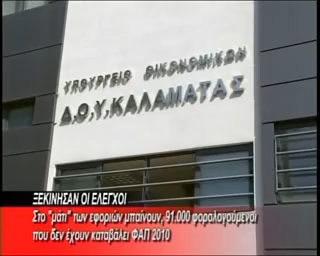 ΥΠΟΥΡΓΕΙΟ ΟΙΚΟΝΟΜΙΚΩΝ
Δ.Ο.Υ. ΚΑΛΑΜΑΤΑΣ
ΞΕΚΙΝΗΣΑΝ ΟΙ ΕΛΕΓΧΟΙ
Στο "μάτι" των εφοριών μπαίνουν, 91.000 φορολογούμενοι
που δεν έχουν καταβάλει ΦΑΠ 2010